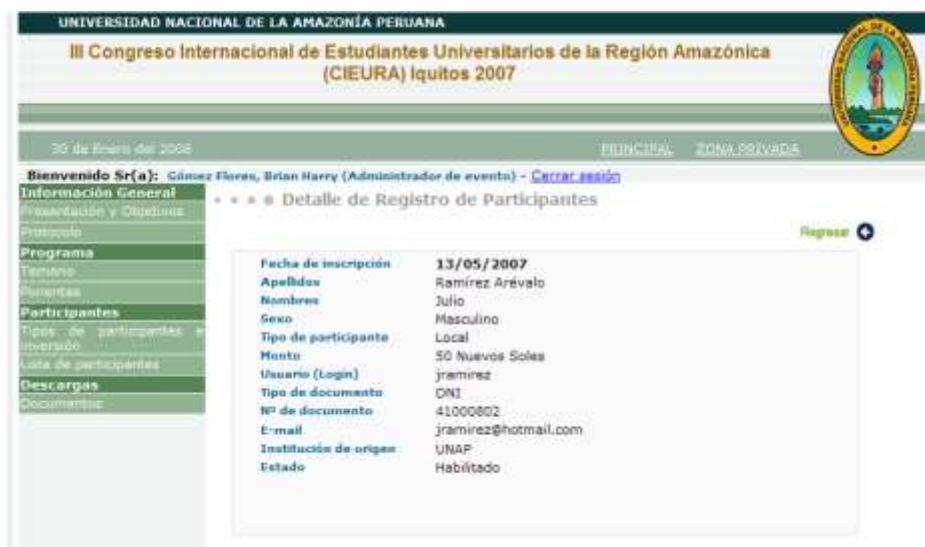 UNIVERSIDAD NACIONAL DE LA AMAZONÍA PERUANA
III Congreso Internacional de Estudiantes Universitarios de la Región Amazónica
(CIEURA) Iquitos 2007
30 de Enero del 2008 PRINCIPAL ZONA PRIVADA
Bienvenido Sr(a): Gómez Flores, Brian Harry (Administrador de evento) - Cerrar sesión
Información General
Presentación y Objetivos
Protocolo
Programa
Temario
Ponentes
Participantes
Tipos de participantes e
inversión
Lista de participantes
Descargas
Documentos
Detalle de Registro de Participantes
Regresar
Fecha de inscripción 13/05/2007
Apellidos Ramírez Arévalo
Nombres Julio
Sexo Masculino
Tipo de participante Local
Monto 50 Nuevos Soles
Usuario (Login) jramirez
Tipo de documento DNI
Nº de documento 41000802
E-mail jramirez@hotmail.com
Institución de origen UNAP
Estado Habilitado